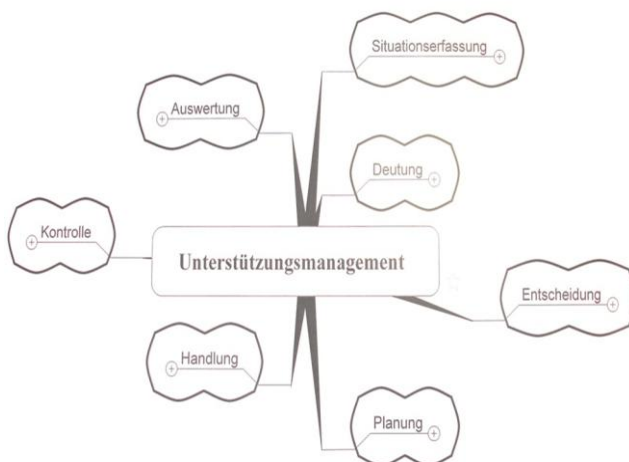 Situationserfassung
Auswertung
Deutung
Kontrolle
Unterstützungsmanagement
Entscheidung
Handlung
Planung